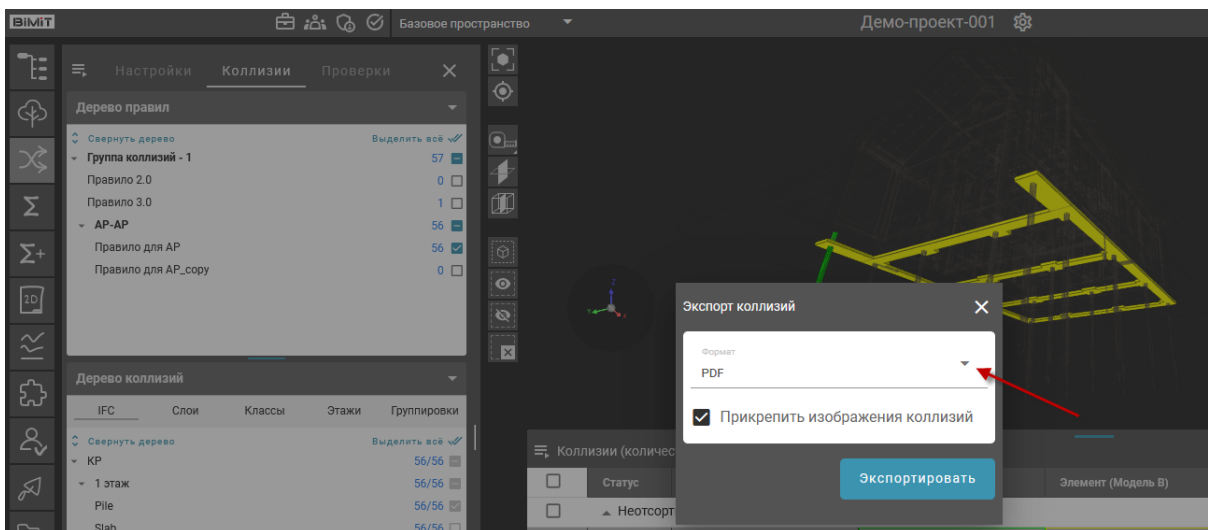 BIMiT
Базовое пространство
Демо-проект-001
Настройки Коллизии Проверки
Дерево правил
Свернуть дерево Выделить всё
Группа коллизий - 1 57
Правило 2.0 0
Правило 3.0 1
АР-АР 56
Правило для АР 56
Правило для АР_copy 0
2D
Дерево коллизий
IFC Слои Классы Этажи Группировки
Свернуть дерево Выделить всё
КР 56/56
1 этаж 56/56
Pile 56/56
Slab 56/56
Z
Экспорт коллизий
Формат
PDF
Прикрепить изображения коллизий
Экспортировать
Коллизии (количес
Статус Элемент (Модель B)
Неотсорт